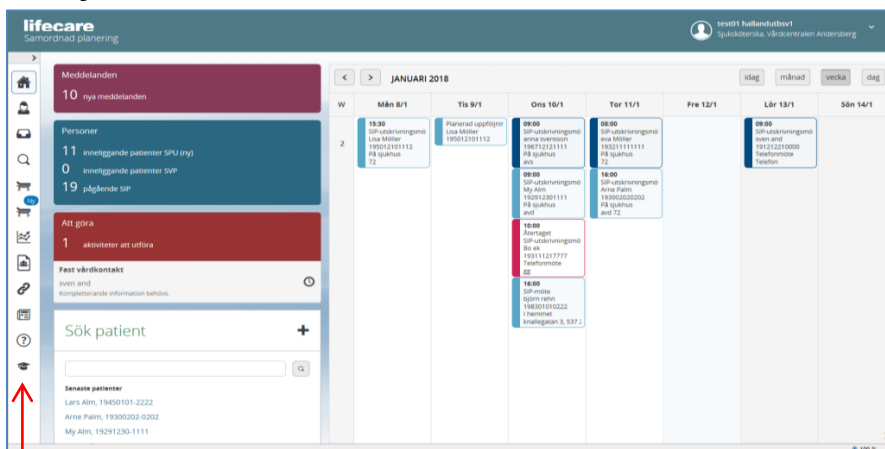 lifecare
Samordnad planering
test01 hallandutbsv1
Sjuksköterska, Vårdcentralen Andersberg
Meddelanden
10 nya meddelanden
Personer
11 inneliggande patienter SPU (ny)
0 inneliggande patienter SVP
19 pågående SIP
Ny
Att göra
1 aktiviteter att utföra
Fast vårdkontakt
sven and
Kompletterande information behövs.
Sök patient
Senaste patienter
Lars Alm, 19450101-2222
Arne Palm, 19300202-0202
My Alm, 19291230-1111
JANUARI 2018
idag månad vecka dag
W Mån 8/1 Tis 9/1 Ons 10/1 Tor 11/1 Fre 12/1 Lör 13/1 Sön 14/1
2
15:30
SIP-utskrivningsmö
Lisa Möller
195012101112
På sjukhus
72
Planerad uppföljnir
Lisa Möller
195012101112
09:00
SIP-utskrivningsmö
anna svensson
196712121111
På sjukhus
avs
09:00
SIP-utskrivningsmö
My Alm
192912301111
På sjukhus
avd
10:00
Återtaget
SIP-utskrivningsmö
Bo ek
193111217777
Telefonmöte
gg
16:00
SIP-möte
björn rehn
198301010222
I hemmet
knallegatan 3, 537
08:00
SIP-utskrivningsmö
eva Möller
193211111111
På sjukhus
72
16:00
SIP-utskrivningsmö
Arne Palm
193002020202
På sjukhus
avd 72
09:00
SIP-utskrivningsmö
sven and
191212210000
Telefonmöte
Telefon
100 %